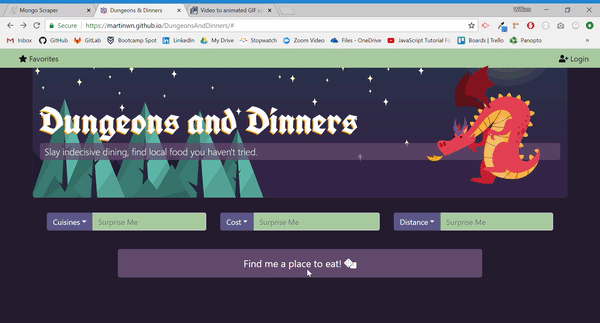 Mongo Scraper
Dungeons & Dinners
Video to animated GIF co
William
Secure
https://martinwn.github.io/DungeonsAndDinners/#
Inbox
GitHub
GitLab
Bootcamp Spot
LinkedIn
My Drive
Stopwatch
Zoom Video
Files - OneDrive
JavaScript Tutorial Fo
Boards | Trello
Panopto
Favorites
Login
Dungeons and Dinners
Slay indecisive dining, find local food you haven't tried.
Cuisines
Surprise Me
Cost
Surprise Me
Distance
Surprise Me
Find me a place to eat!